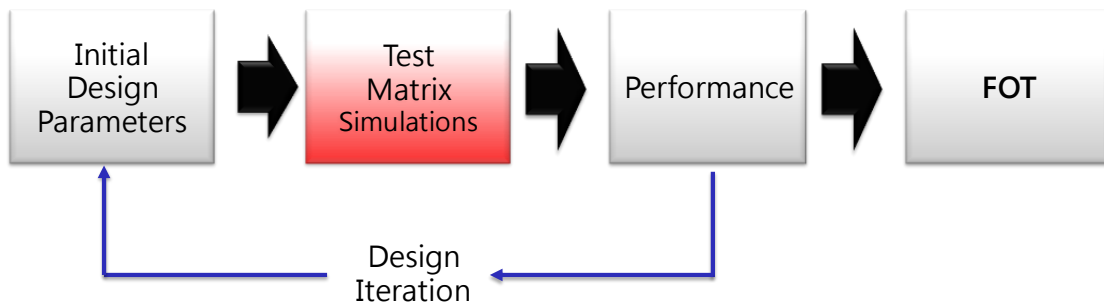 Initial
Design
Parameters
Test
Matrix
Simulations
Performance
FOT
Design
Iteration